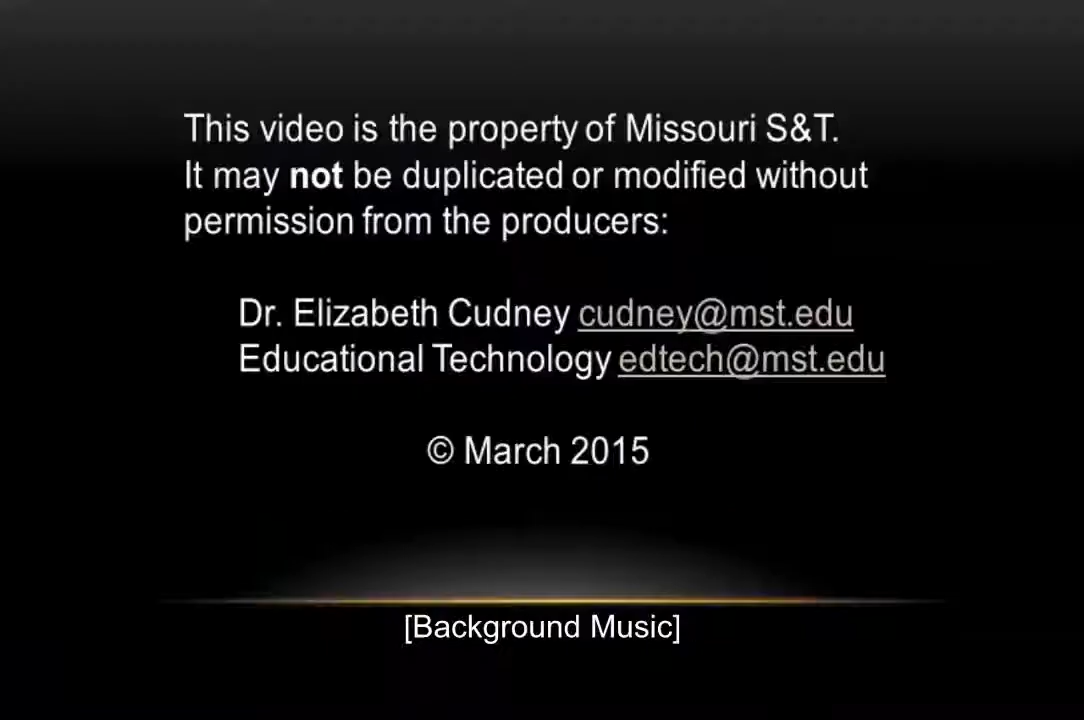 This video is the property of Missouri S&T.
It may not be duplicated or modified without
permission from the producers:
Dr. Elizabeth Cudney cudney@mst.edu
Educational Technology edtech@mst.edu
© March 2015
[Background Music]